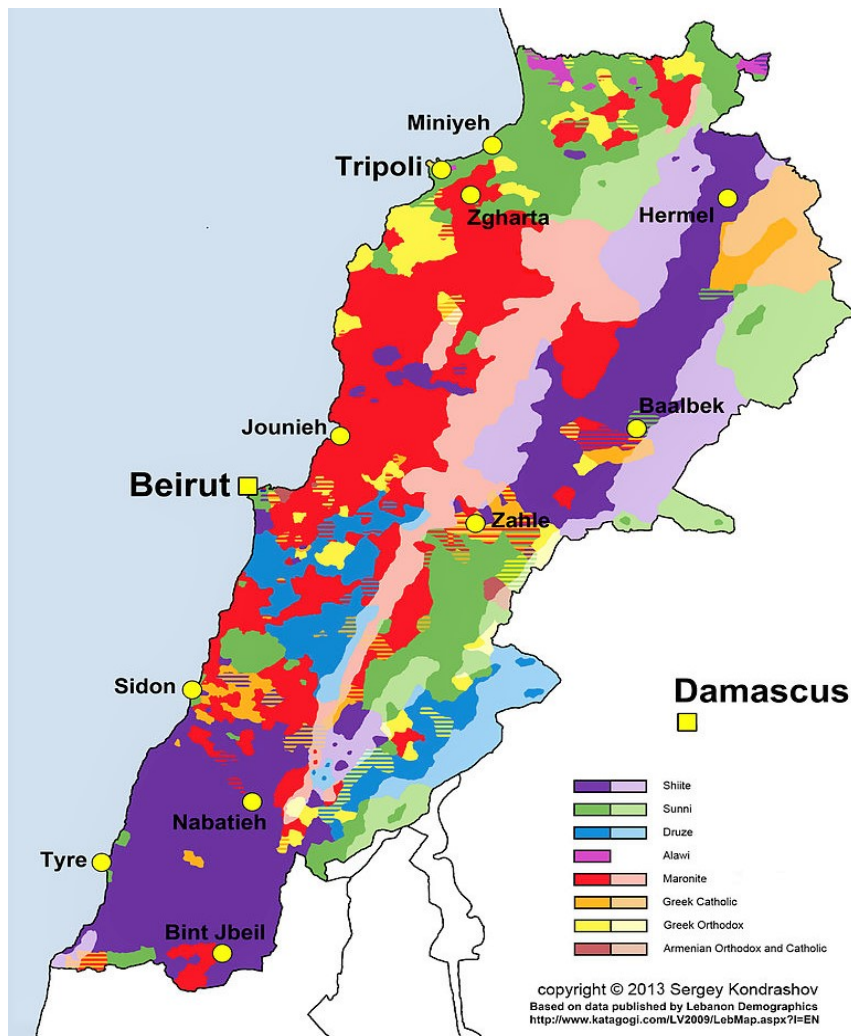 Miniyeh
Tripoli
Zgharta
Hermel
Baalbek
Jounieh
Beirut
Zahle
Sidon
Damascus
Nabatieh
Tyre
Bint Jbeil
Shiite
Sunni
Druze
Alawi
Maronite
Greek Catholic
Greek Orthodox
Armenian Orthodox and Catholic
copyright © 2013 Sergey Kondrashov
Based on data published by Lebanon Demographics
http://www.katagogi.com/LV2009/LebMap.aspx?l=EN